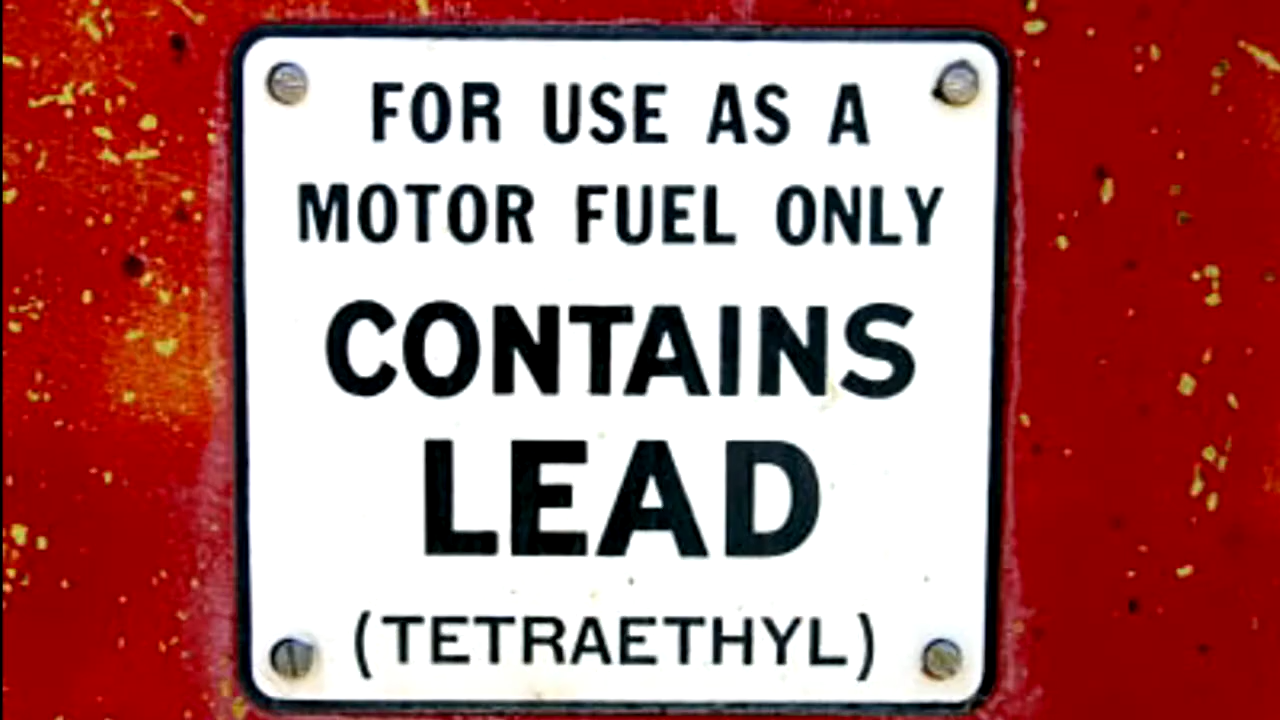 FOR USE AS A
MOTOR FUEL ONLY
CONTAINS
LEAD
(TETRAETHYL)